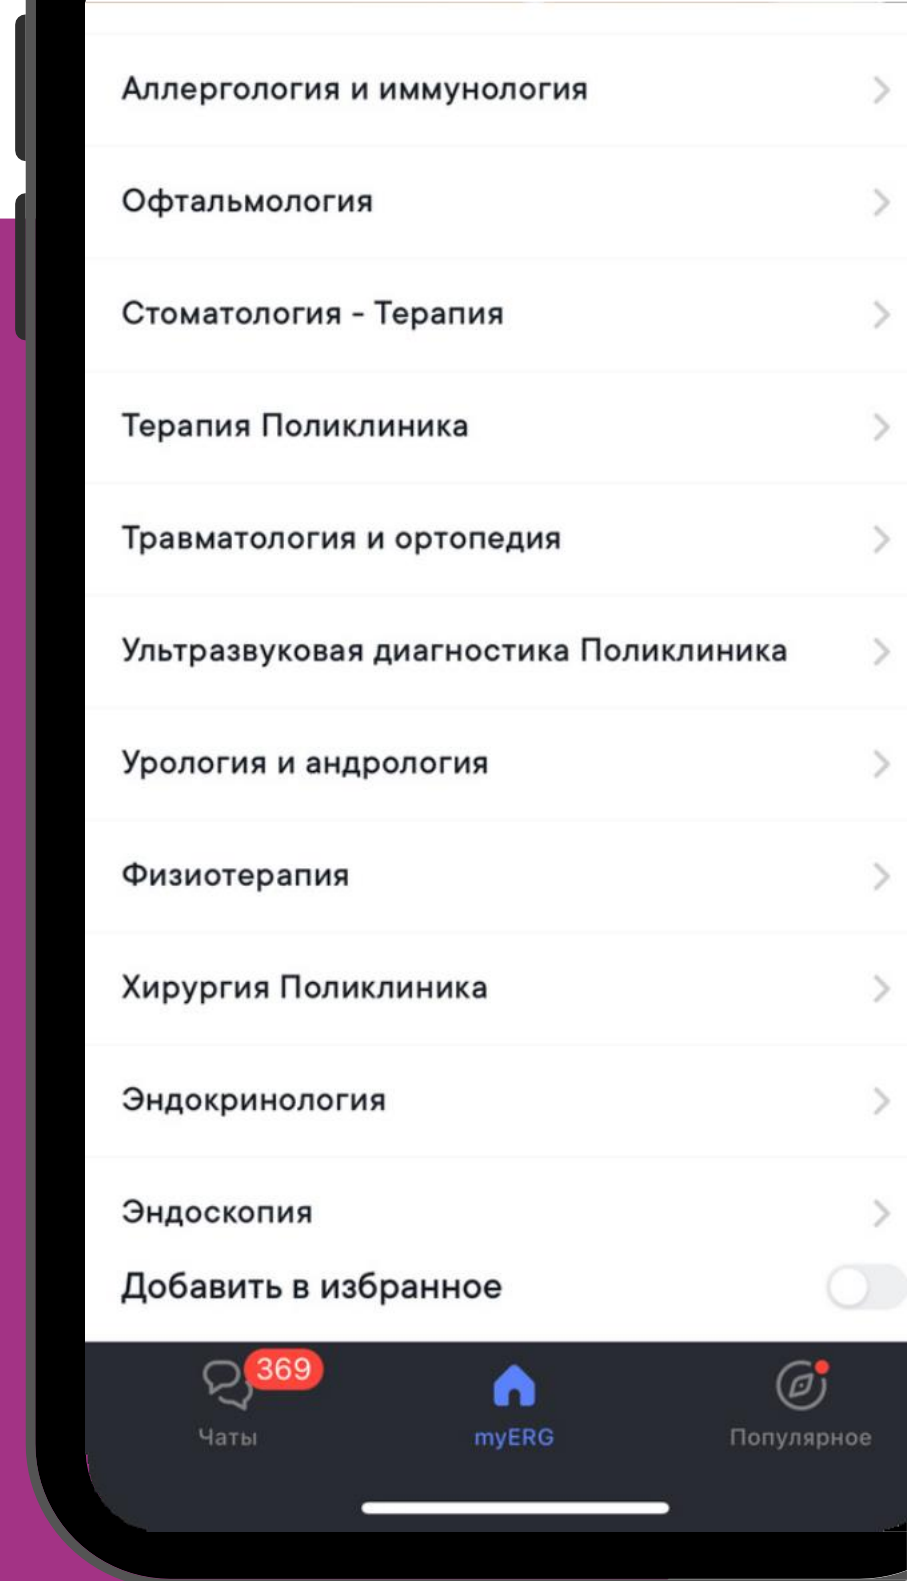 Аллергология и иммунология
Офтальмология
Стоматология - Терапия
Терапия Поликлиника
Травматология и ортопедия
Ультразвуковая диагностика Поликлиника
Урология и андрология
Физиотерапия
Хирургия Поликлиника
Эндокринология
Эндоскопия
Добавить в избранное
369
Чаты
myERG
Популярное